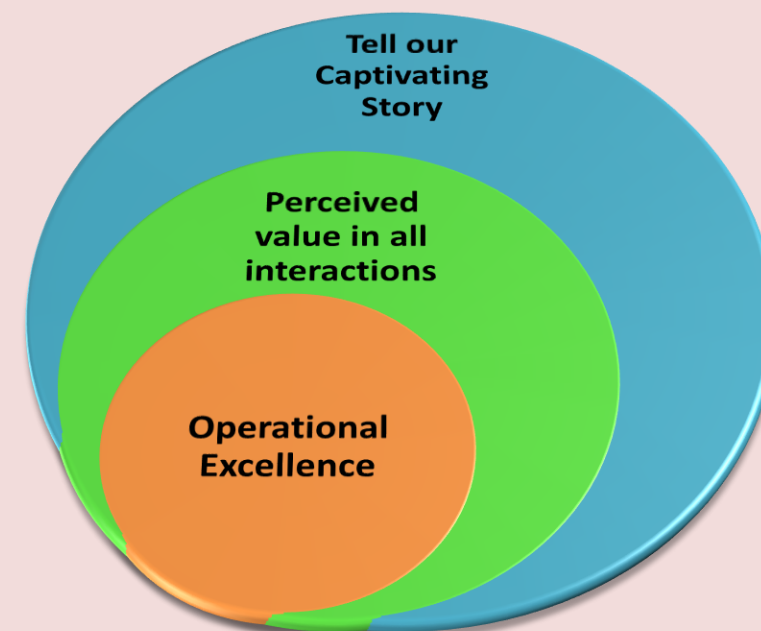 Tell our
Captivating
Story
Perceived
value in all
interactions
Operational
Excellence